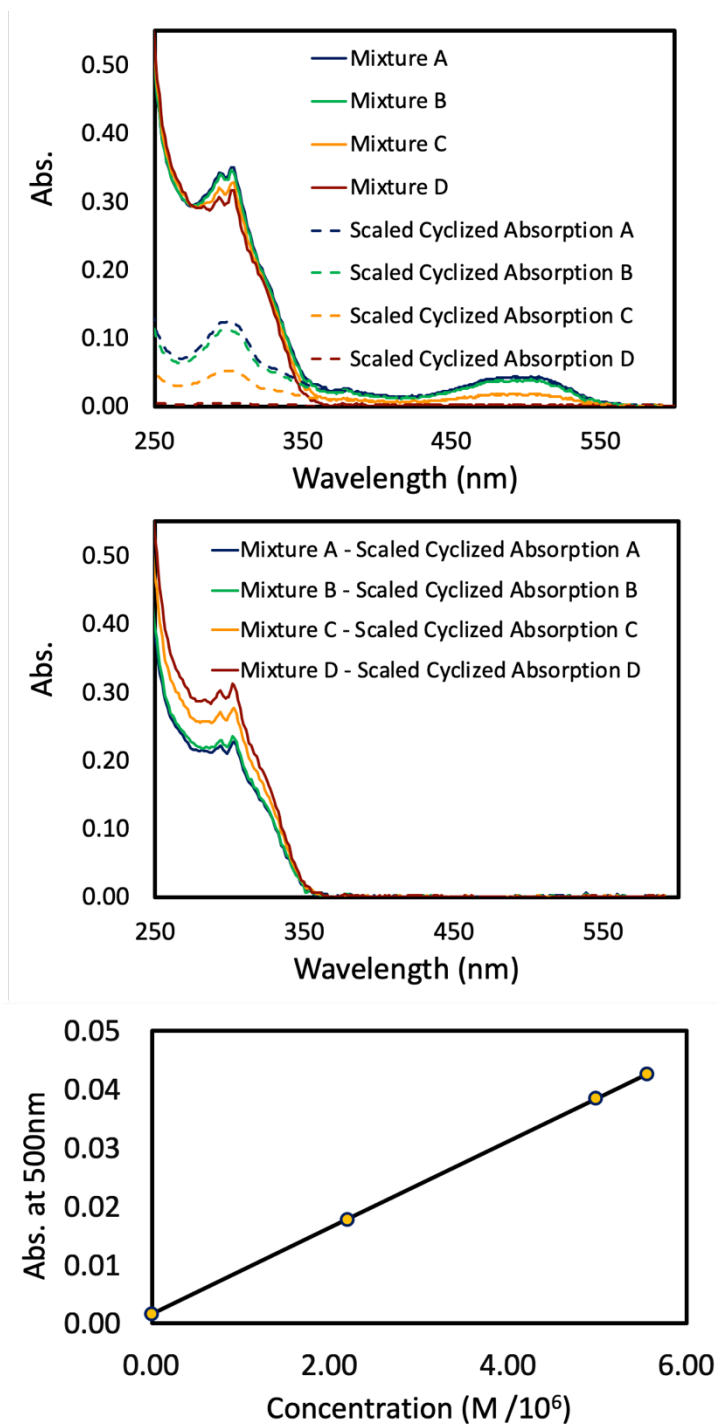 0.50
0.40
0.30
0.20
0.10
0.00
Abs.
Mixture A
Mixture B
Mixture C
Mixture D
Scaled Cyclized Absorption A
Scaled Cyclized Absorption B
Scaled Cyclized Absorption C
Scaled Cyclized Absorption D
250 350 450 550
Wavelength (nm)
0.50
0.40
0.30
0.20
0.10
0.00
Abs.
Mixture A - Scaled Cyclized Absorption A
Mixture B - Scaled Cyclized Absorption B
Mixture C - Scaled Cyclized Absorption C
Mixture D - Scaled Cyclized Absorption D
250 350 450 550
Wavelength (nm)
0.05
0.04
0.03
0.02
0.01
0.00
Abs. at 500nm
0.00 2.00 4.00 6.00
Concentration (M /10⁶)